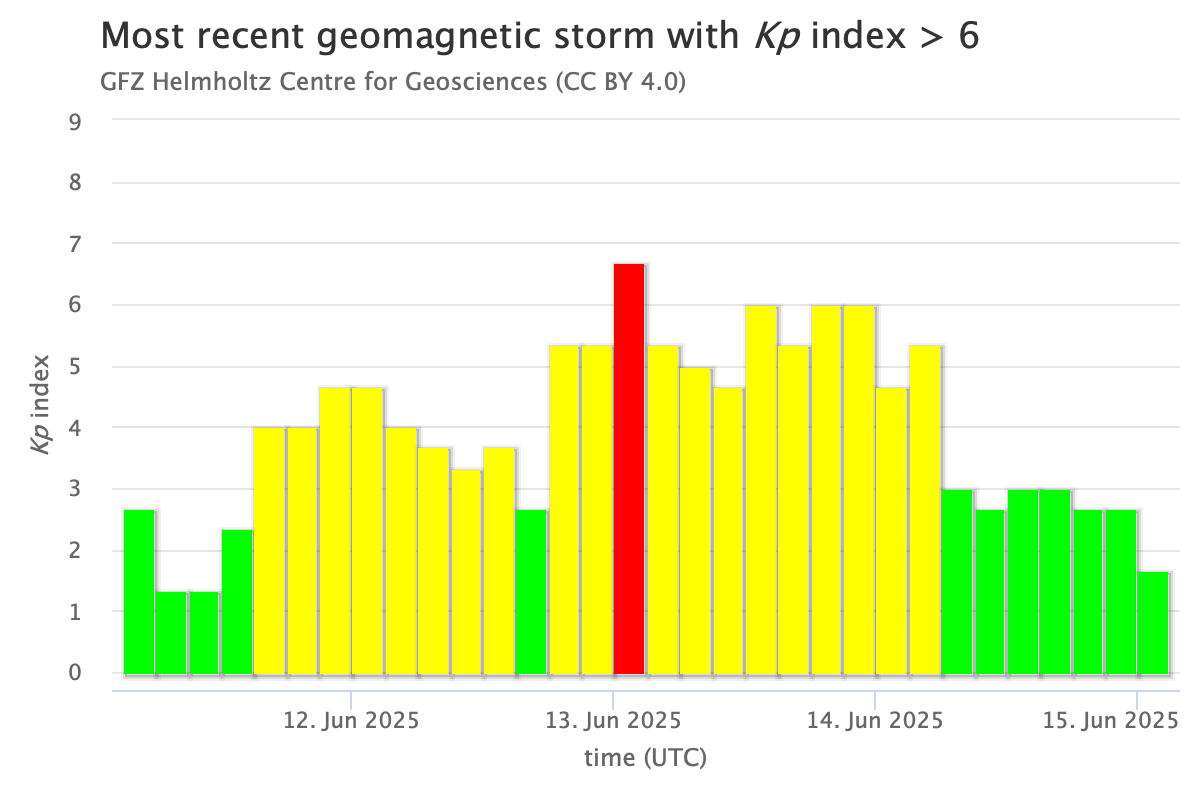 Most recent geomagnetic storm with Kp index > 6
GFZ Helmholtz Centre for Geosciences (CC BY 4.0)
9
8
7
6
5
4
3
2
1
0
Kp index
12. Jun 2025 13. Jun 2025 14. Jun 2025 15. Jun 2025
time (UTC)